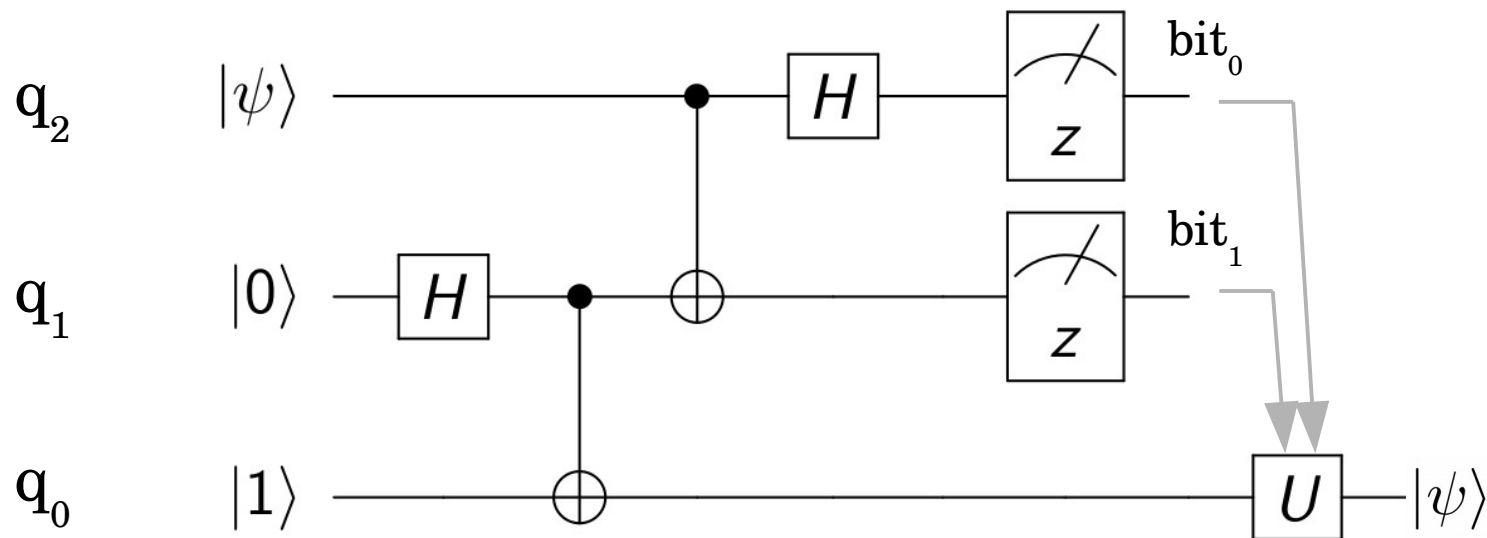 q₂ |ψ⟩ H z bit₀
q₁ |0⟩ H z bit₁
q₀ |1⟩ U |ψ⟩